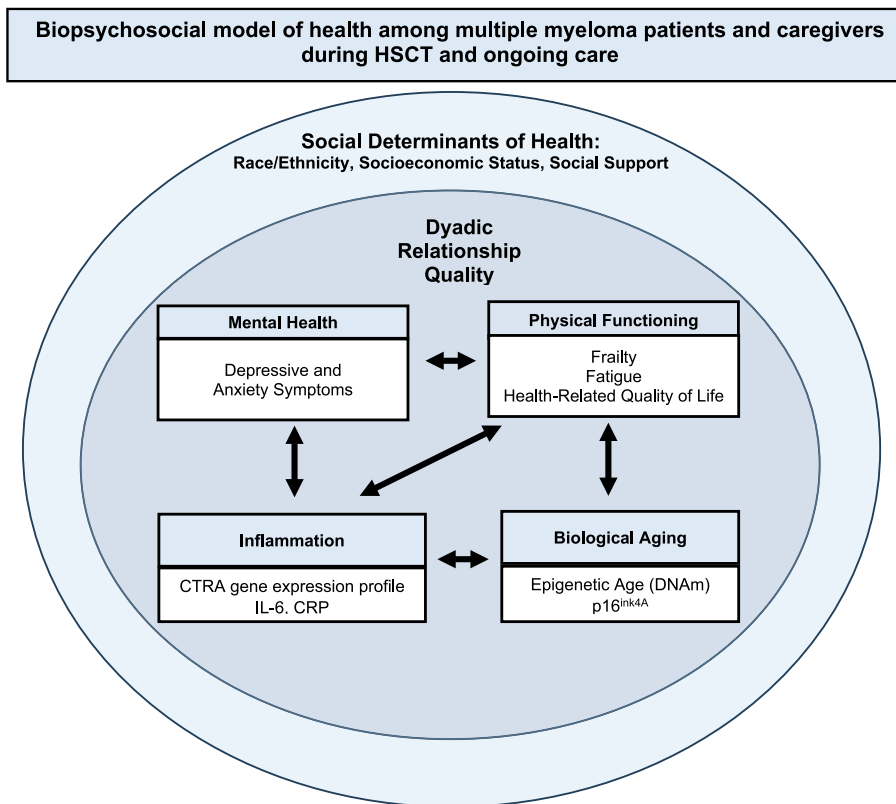 Biopsychosocial model of health among multiple myeloma patients and caregivers
during HSCT and ongoing care
Social Determinants of Health:
Race/Ethnicity, Socioeconomic Status, Social Support
Dyadic
Relationship
Quality
Mental Health
Depressive and
Anxiety Symptoms
Physical Functioning
Frailty
Fatigue
Health-Related Quality of Life
Inflammation
CTRA gene expression profile
IL-6. CRP
Biological Aging
Epigenetic Age (DNAm)
p16ink4A